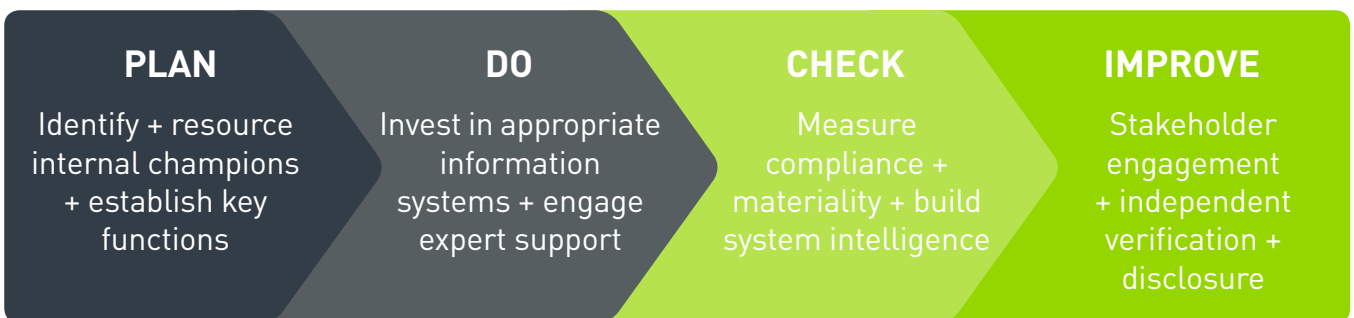 PLAN
Identify + resource
internal champions
+ establish key
functions
DO
Invest in appropriate
information
systems + engage
expert support
CHECK
Measure
compliance +
materiality + build
system intelligence
IMPROVE
Stakeholder
engagement
+ independent
verification +
disclosure